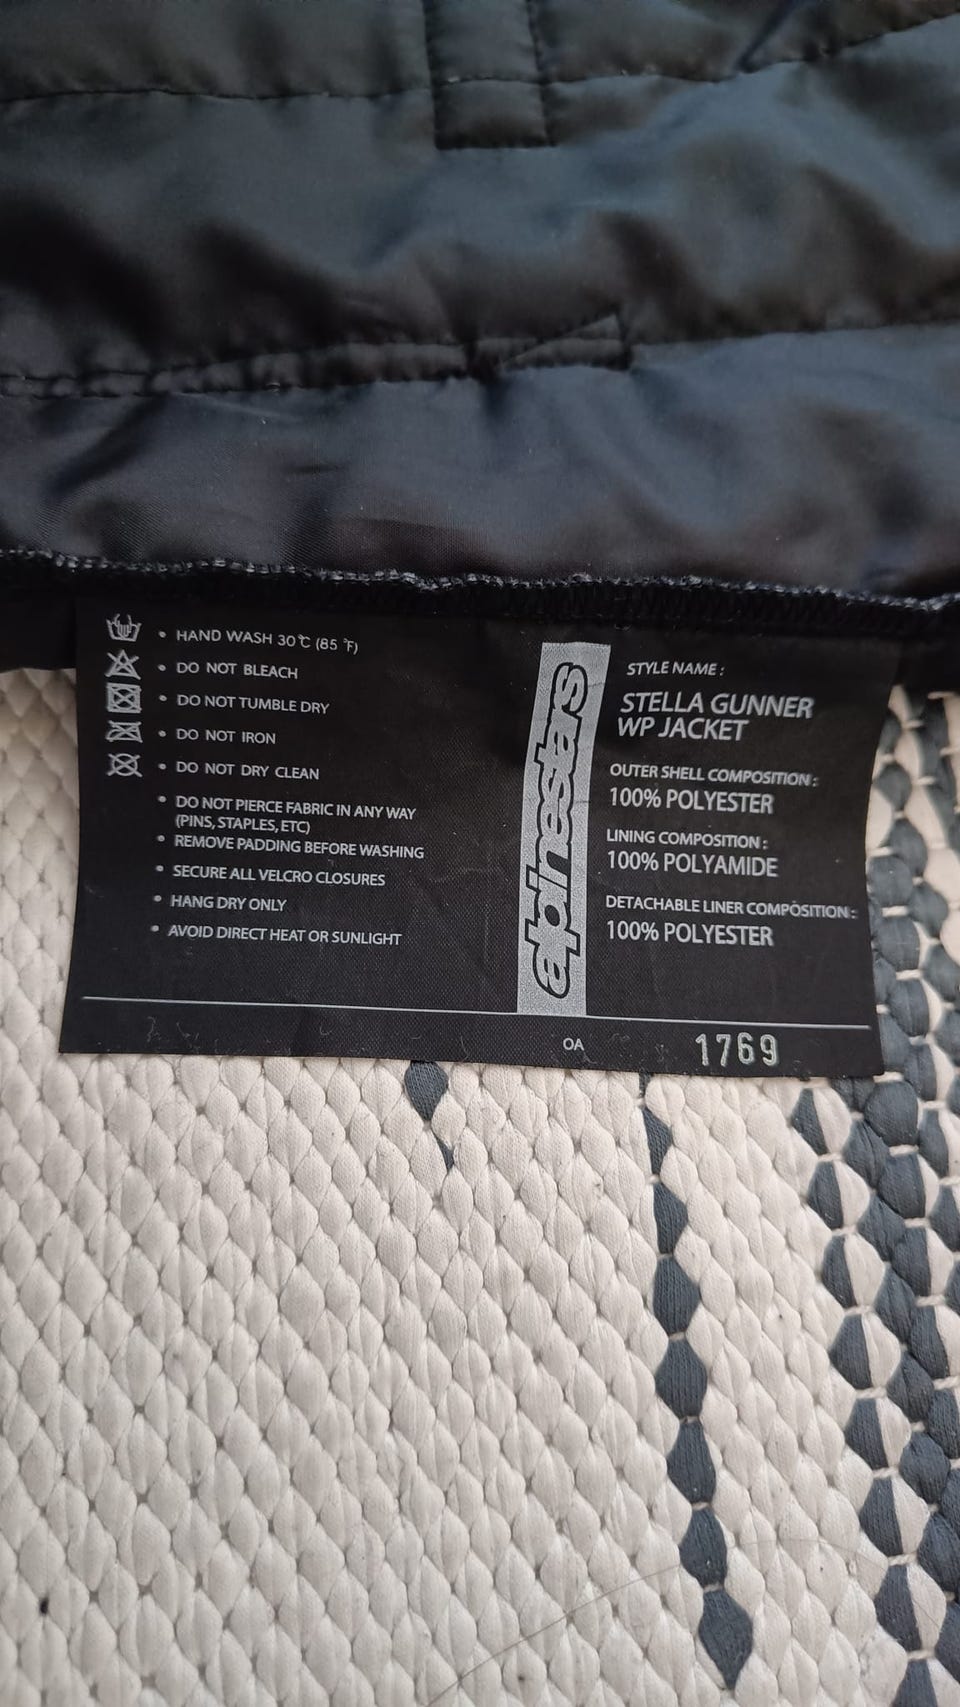 HAND WASH 30℃ (85 ℉)
DO NOT BLEACH
DO NOT TUMBLE DRY
DO NOT IRON
DO NOT DRY CLEAN
DO NOT PIERCE FABRIC IN ANY WAY
(PINS, STAPLES, ETC)
REMOVE PADDING BEFORE WASHING
SECURE ALL VELCRO CLOSURES
HANG DRY ONLY
AVOID DIRECT HEAT OR SUNLIGHT
alpinestars
STYLE NAME :
STELLA GUNNER
WP JACKET
OUTER SHELL COMPOSITION :
100% POLYESTER
LINING COMPOSITION :
100% POLYAMIDE
DETACHABLE LINER COMPOSITION :
100% POLYESTER
OA
1769